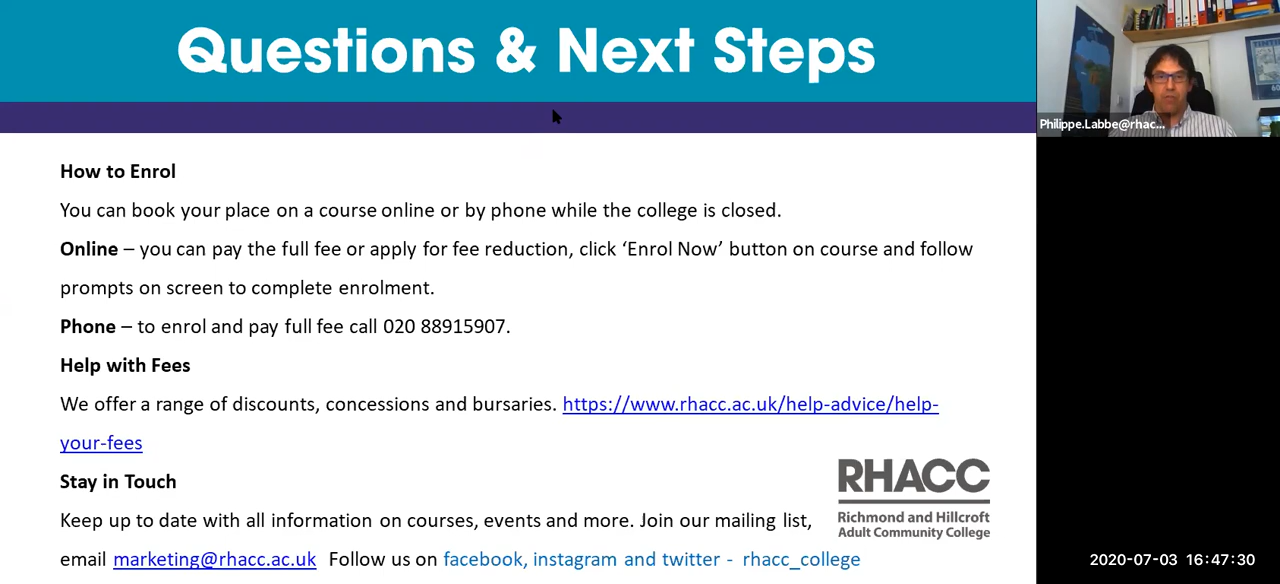 Questions & Next Steps
Philippe.Labbe@rhac...
How to Enrol
You can book your place on a course online or by phone while the college is closed.
Online – you can pay the full fee or apply for fee reduction, click ‘Enrol Now’ button on course and follow
prompts on screen to complete enrolment.
Phone – to enrol and pay full fee call 020 88915907.
Help with Fees
We offer a range of discounts, concessions and bursaries. https://www.rhacc.ac.uk/help-advice/help-
your-fees
Stay in Touch
Keep up to date with all information on courses, events and more. Join our mailing list,
email marketing@rhacc.ac.uk Follow us on facebook, instagram and twitter - rhacc_college
RHACC
Richmond and Hillcroft
Adult Community College
2020-07-03 16:47:30